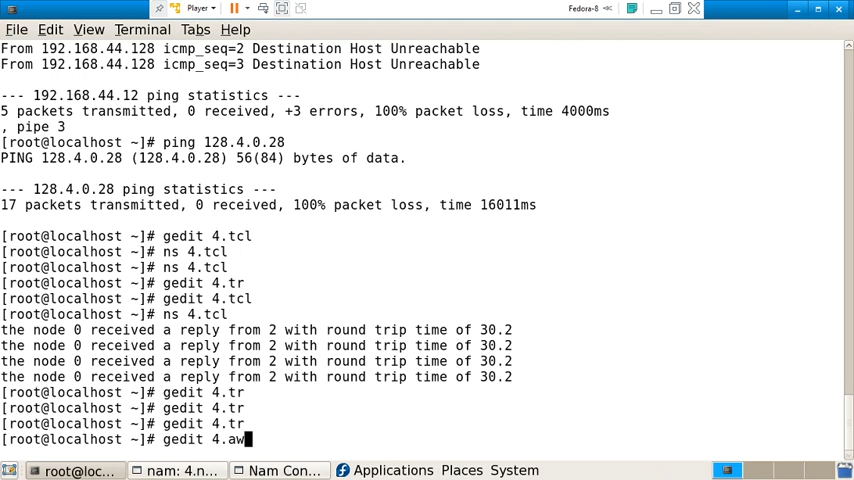 Player
Fedora-8
File Edit View Terminal Tabs Help
From 192.168.44.128 icmp_seq=2 Destination Host Unreachable
From 192.168.44.128 icmp_seq=3 Destination Host Unreachable
--- 192.168.44.12 ping statistics ---
5 packets transmitted, 0 received, +3 errors, 100% packet loss, time 4000ms
, pipe 3
[root@localhost ~]# ping 128.4.0.28
PING 128.4.0.28 (128.4.0.28) 56(84) bytes of data.
--- 128.4.0.28 ping statistics ---
17 packets transmitted, 0 received, 100% packet loss, time 16011ms
[root@localhost ~]# gedit 4.tcl
[root@localhost ~]# ns 4.tcl
[root@localhost ~]# ns 4.tcl
[root@localhost ~]# gedit 4.tr
[root@localhost ~]# gedit 4.tcl
[root@localhost ~]# ns 4.tcl
the node 0 received a reply from 2 with round trip time of 30.2
the node 0 received a reply from 2 with round trip time of 30.2
the node 0 received a reply from 2 with round trip time of 30.2
the node 0 received a reply from 2 with round trip time of 30.2
[root@localhost ~]# gedit 4.tr
[root@localhost ~]# gedit 4.tr
[root@localhost ~]# gedit 4.tr
[root@localhost ~]# gedit 4.aw
root@loc... nam: 4.n... Nam Con... Applications Places System